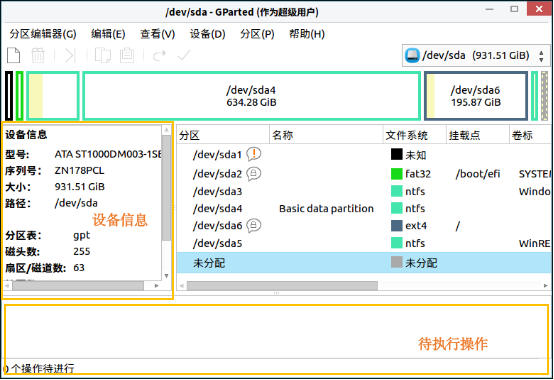 /dev/sda - GParted (作为超级用户)
分区编辑器(G) 编辑(E) 查看(V) 设备(D) 分区(P) 帮助(H)
/dev/sda (931.51 GiB)
/dev/sda4
634.28 GiB
/dev/sda6
195.87 GiB
设备信息
型号: ATA ST1000DM003-1SB
序列号: ZN178PCL
大小: 931.51 GiB
路径: /dev/sda
设备信息
分区表: gpt
磁头数: 255
扇区/磁道数: 63
分区 名称 文件系统 挂载点 卷标
/dev/sda1 未知
/dev/sda2 fat32 /boot/efi SYSTE
/dev/sda3 ntfs Windo
/dev/sda4 Basic data partition ntfs
/dev/sda6 ext4 /
/dev/sda5 ntfs WinRE
未分配 未分配
待执行操作
0 个操作待进行